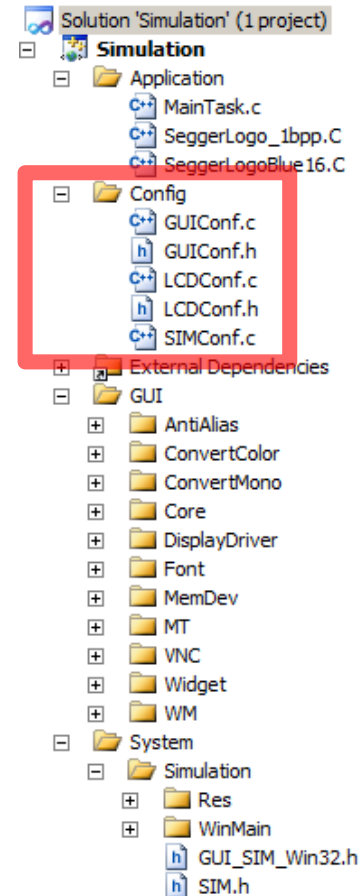 Solution 'Simulation' (1 project)
Simulation
Application
MainTask.c
SeggerLogo_1bpp.C
SeggerLogoBlue16.C
Config
GUIConf.c
GUIConf.h
LCDConf.c
LCDConf.h
SIMConf.c
External Dependencies
GUI
AntiAlias
ConvertColor
ConvertMono
Core
DisplayDriver
Font
MemDev
MT
VNC
Widget
WM
System
Simulation
Res
WinMain
GUI_SIM_Win32.h
SIM.h